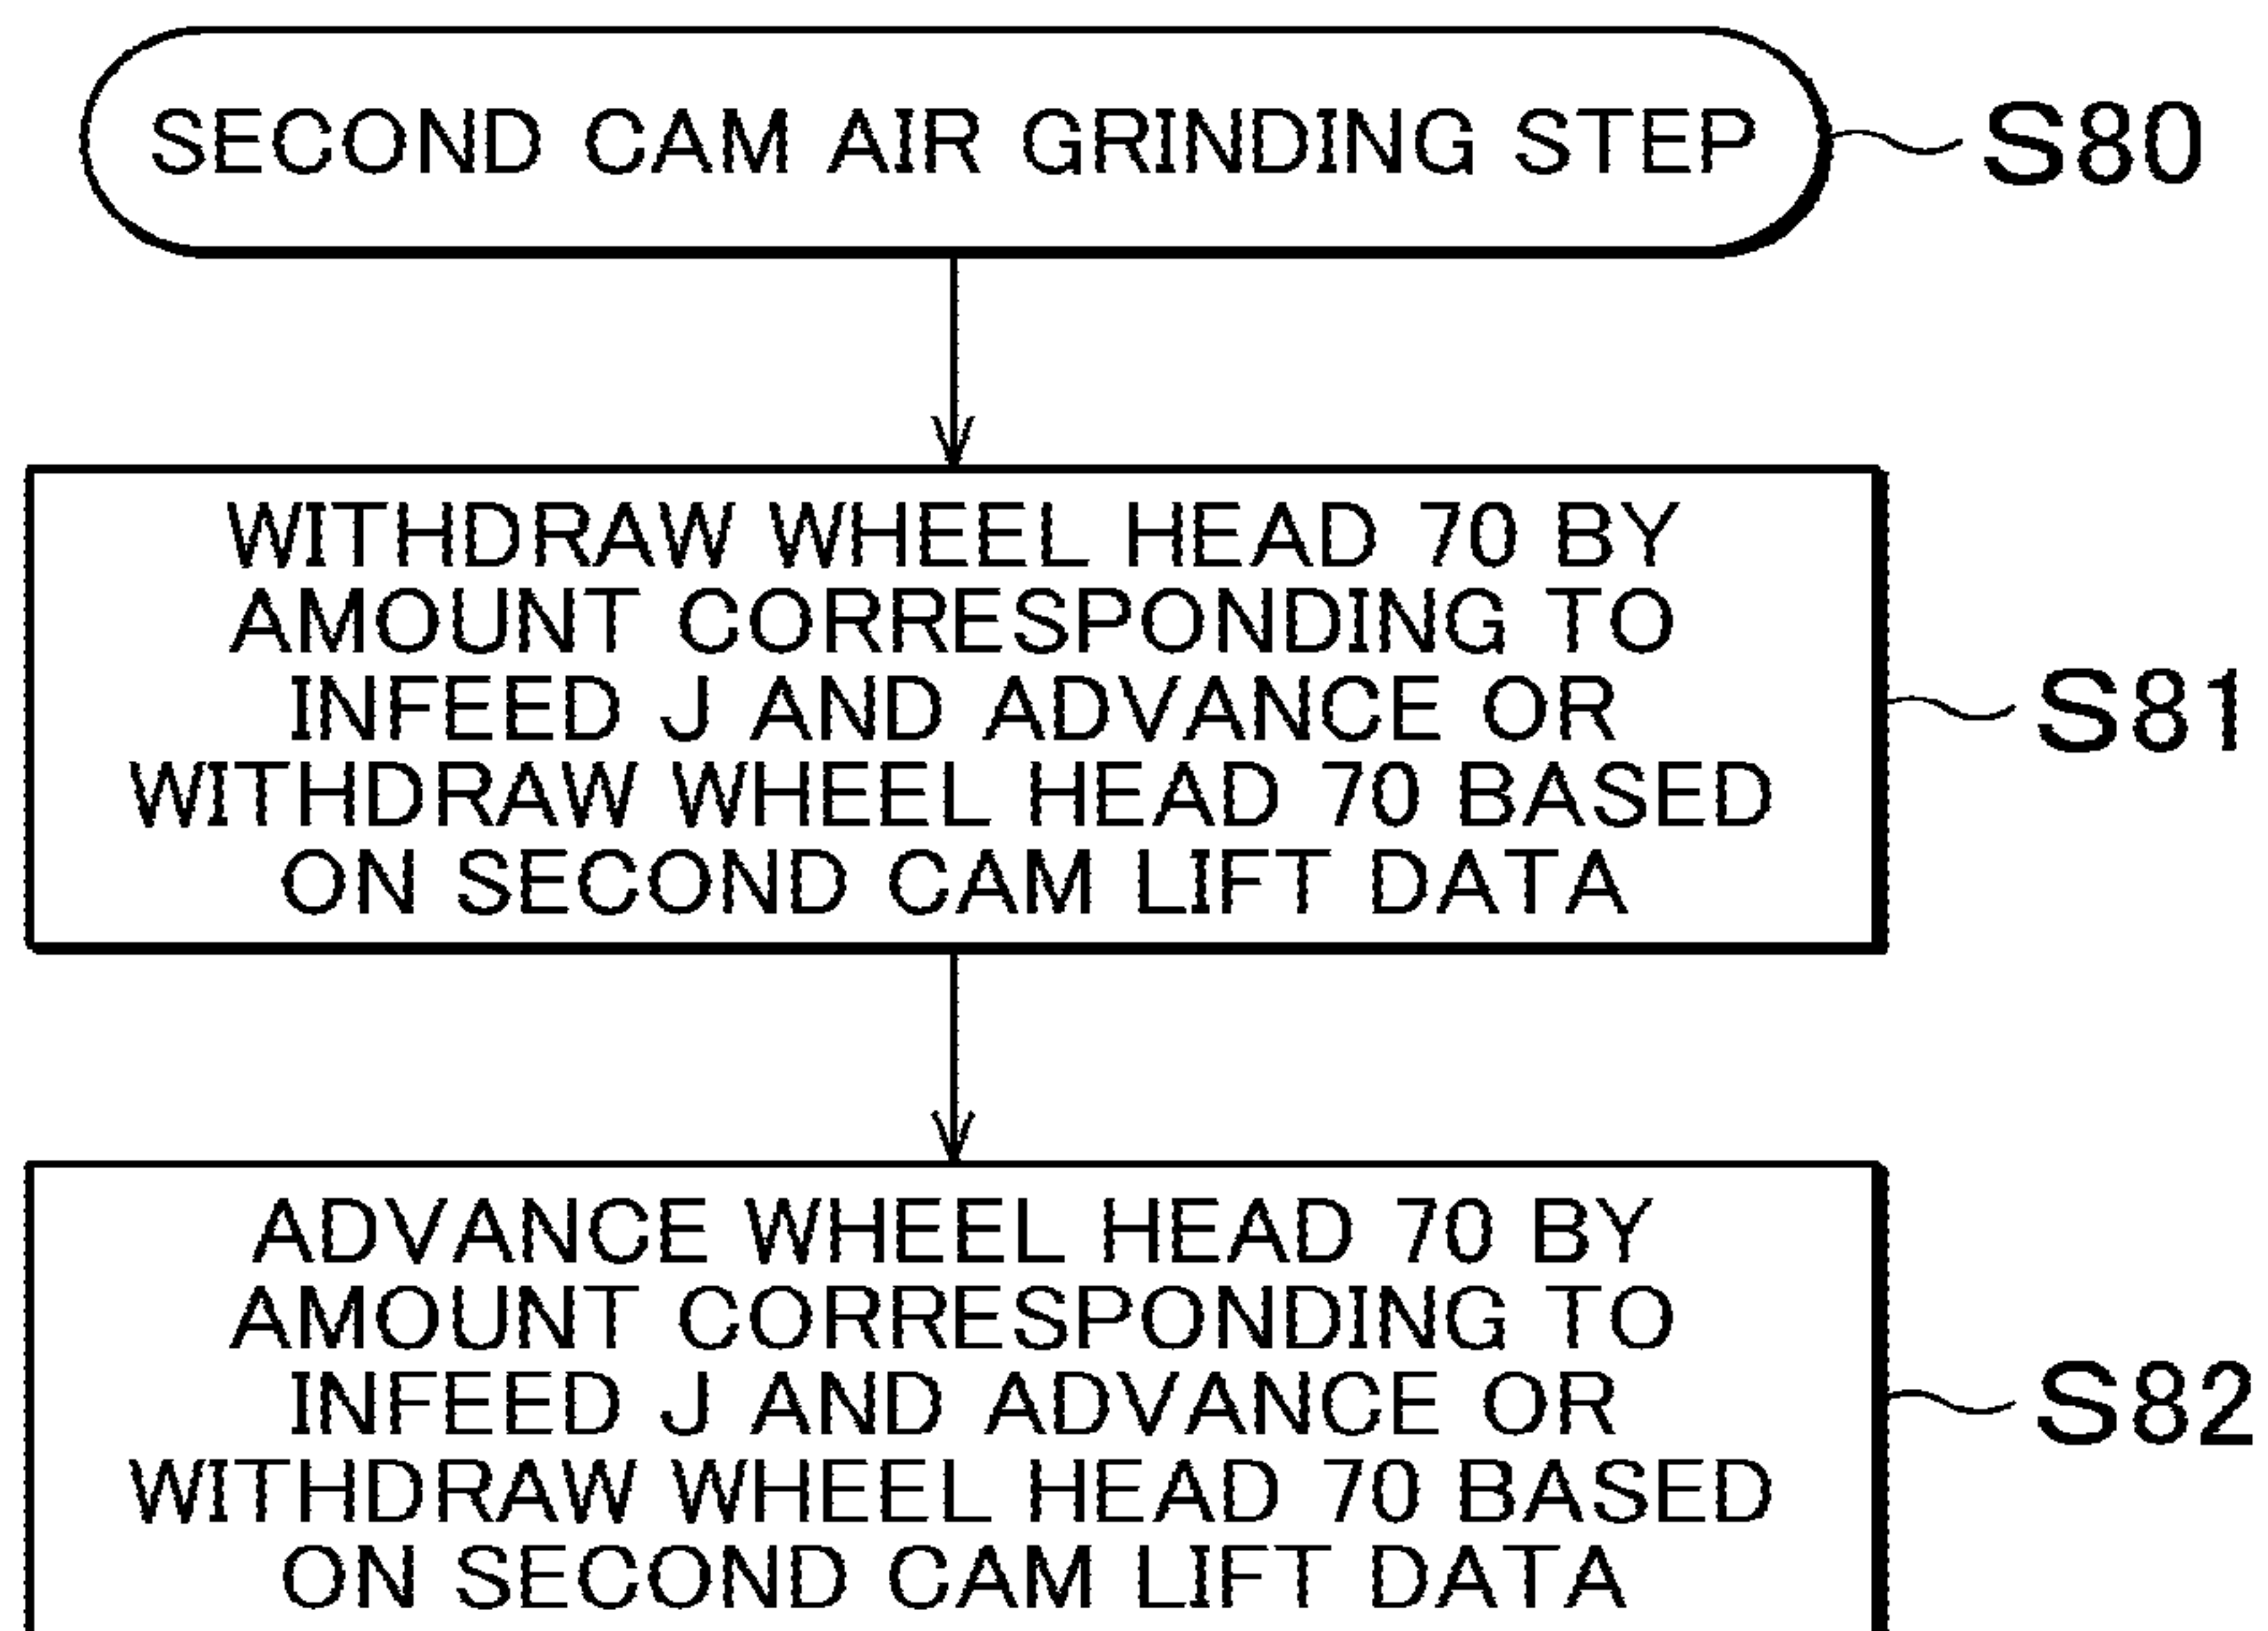 SECOND CAM AIR GRINDING STEP
S80
WITHDRAW WHEEL HEAD 70 BY
AMOUNT CORRESPONDING TO
INFEED J AND ADVANCE OR
WITHDRAW WHEEL HEAD 70 BASED
ON SECOND CAM LIFT DATA
S81
ADVANCE WHEEL HEAD 70 BY
AMOUNT CORRESPONDING TO
INFEED J AND ADVANCE OR
WITHDRAW WHEEL HEAD 70 BASED
ON SECOND CAM LIFT DATA
S82